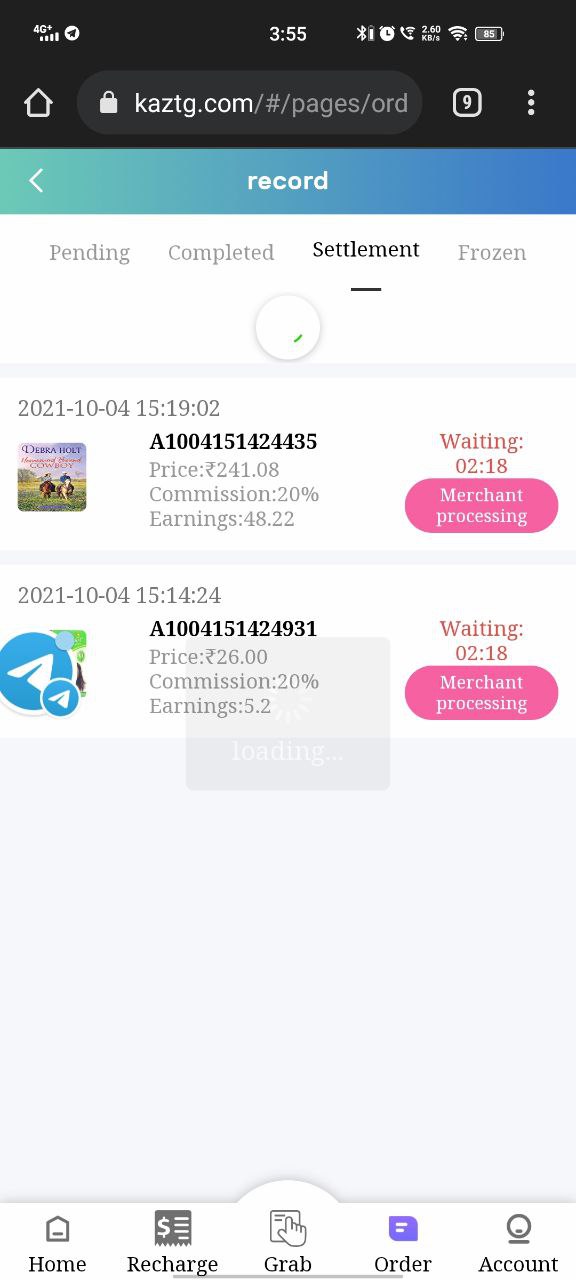 4G+
3:55
2.60
KB/s
85
kaztg.com/#/pages/ord
9
record
Pending
Completed
Settlement
Frozen
2021-10-04 15:19:02
DEBRA HOLT
COWBOY
A1004151424435
Price:₹241.08
Commission:20%
Earnings:48.22
Waiting:
02:18
Merchant
processing
2021-10-04 15:14:24
A1004151424931
Price:₹26.00
Commission:20%
Earnings:5.2
Waiting:
02:18
Merchant
processing
loading...
Home
Recharge
Grab
Order
Account